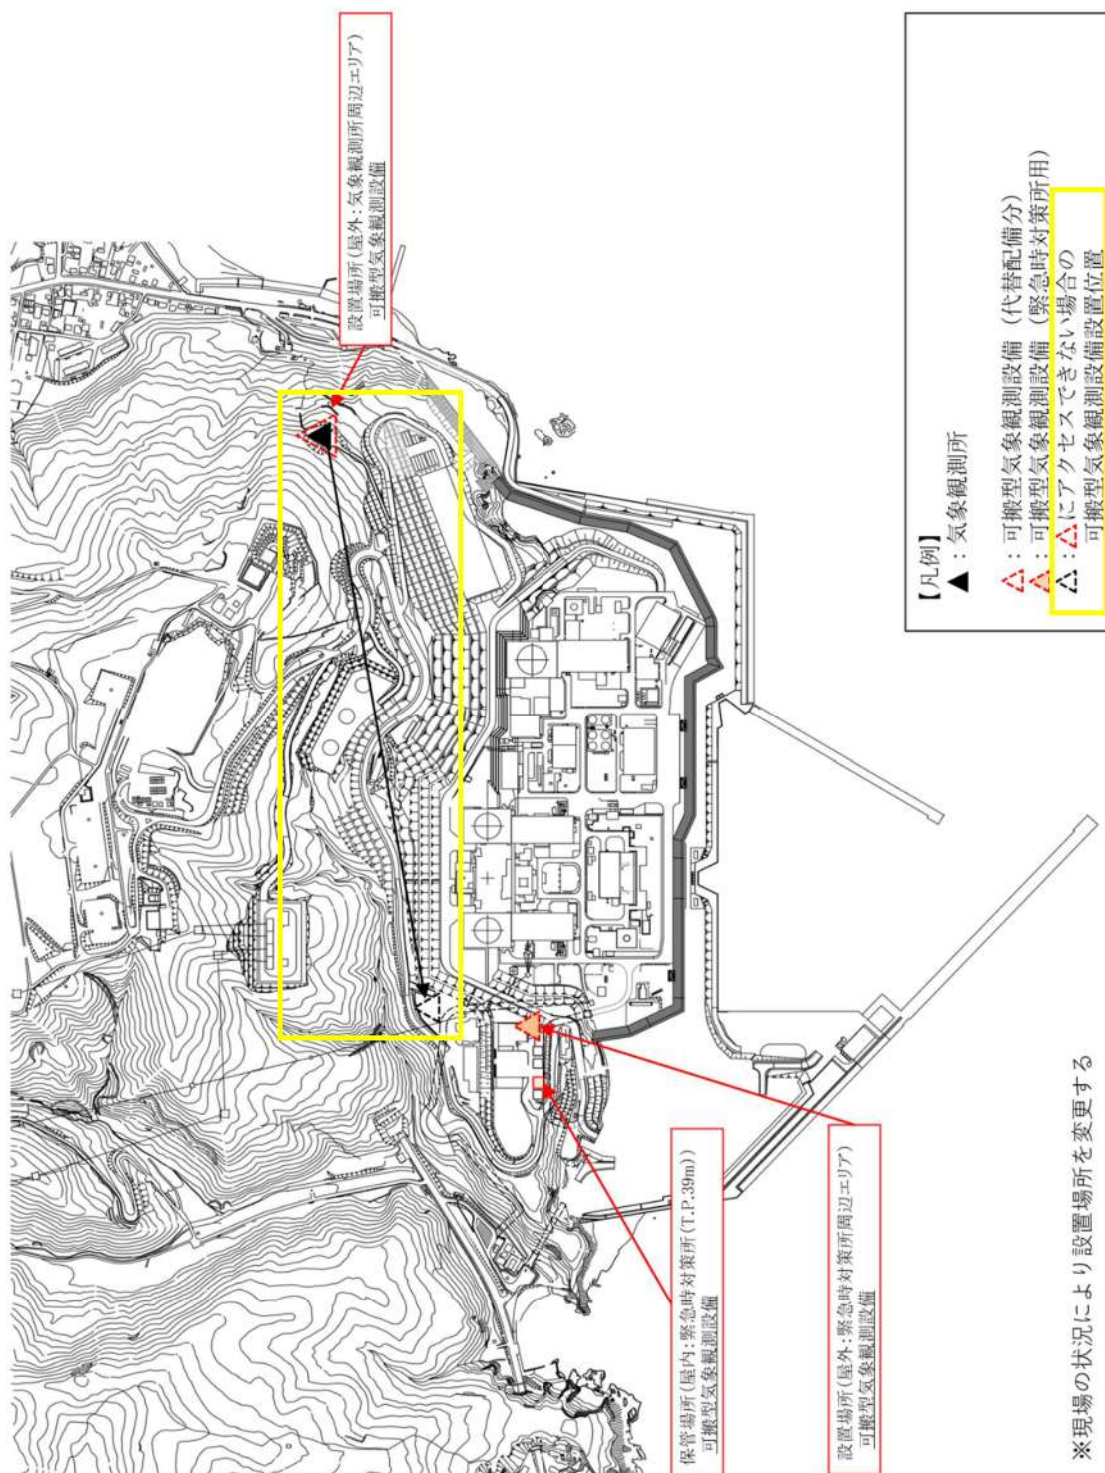 設置場所(屋外:気象観測所周辺エリア)
可搬型気象観測設備
保管場所(屋内:緊急時対策所(T.P.39m))
可搬型気象観測設備
設置場所(屋外:緊急時対策所周辺エリア)
可搬型気象観測設備
【凡例】
▲:気象観測所
:可搬型気象観測設備(代替配備分)
:可搬型気象観測設備(緊急時対策所用)
:にアクセスできない場合の
可搬型気象観測設備設置位置
※現場の状況により設置場所を変更する